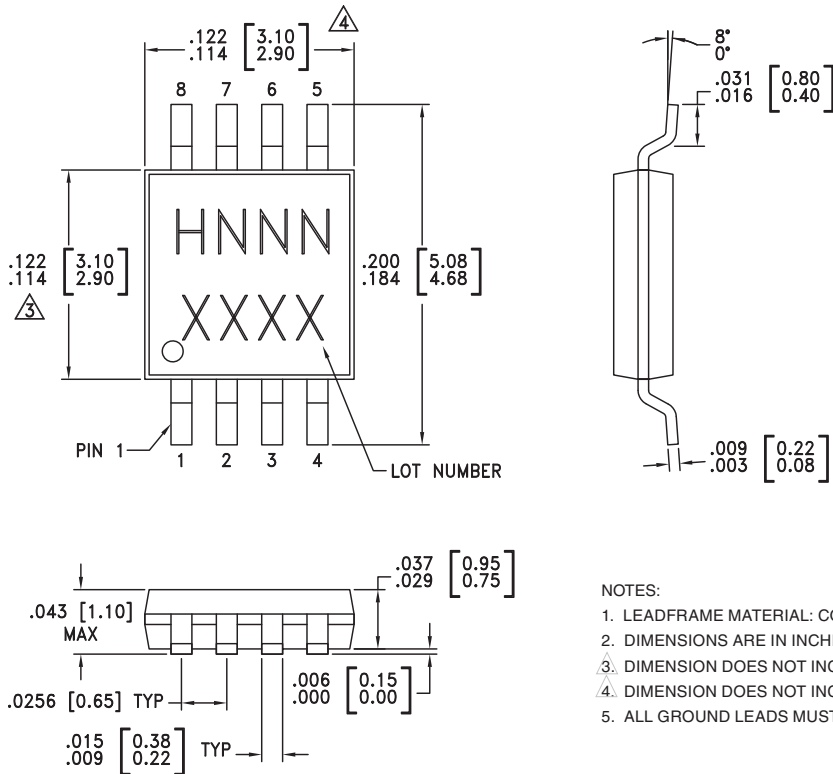 .122 [3.10]
.114 [2.90]
4
8 7 6 5
HNNN
XXXX
.122 [3.10]
.114 [2.90]
3
.200 [5.08]
.184 [4.68]
PIN 1
1 2 3 4
LOT NUMBER
8°
0°
.031 [0.80]
.016 [0.40]
.009 [0.22]
.003 [0.08]
.037 [0.95]
.029 [0.75]
.043 [1.10]
MAX
.0256 [0.65] TYP
.006 [0.15]
.000 [0.00]
.015 [0.38]
.009 [0.22]
TYP
NOTES:
1. LEADFRAME MATERIAL:
2. DIMENSIONS ARE IN
3. DIMENSION DOES NOT
4. DIMENSION DOES NOT
5. ALL GROUND LEADS